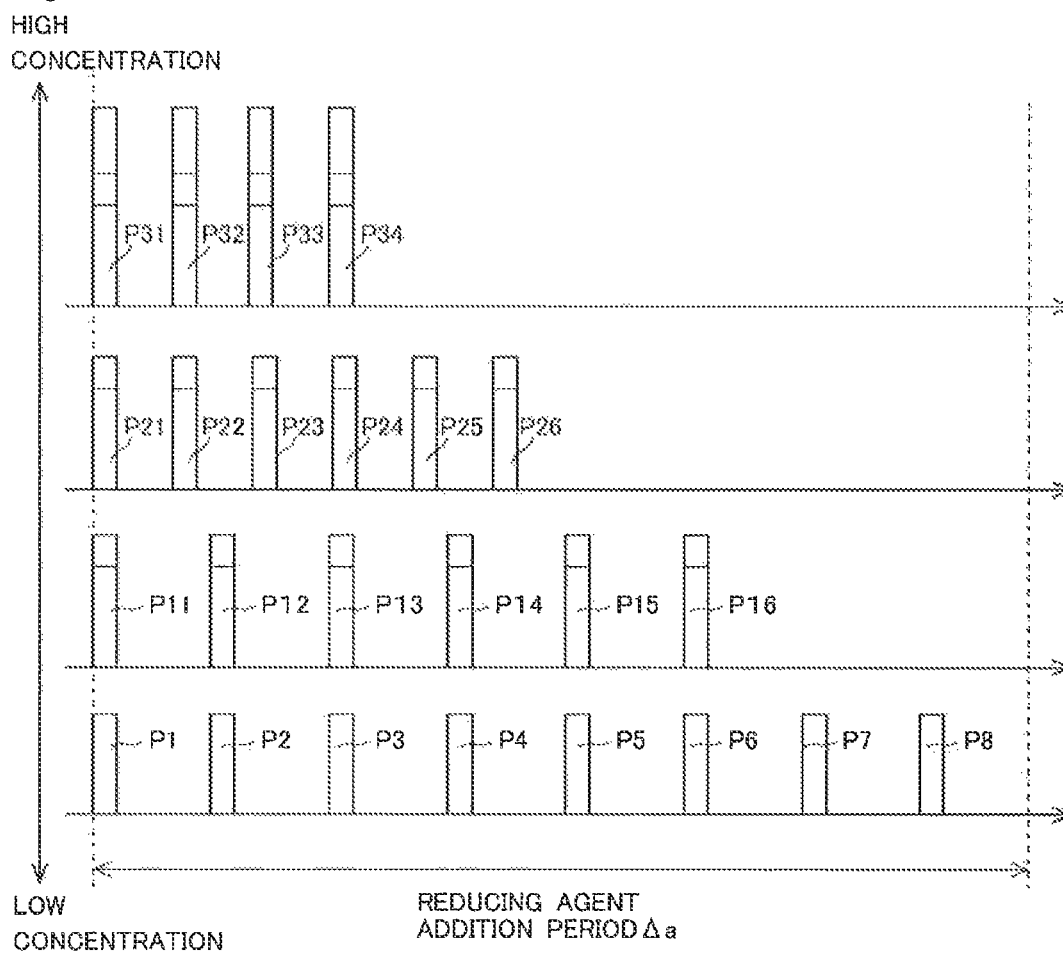 HIGH
CONCENTRATION
P31 P32 P33 P34
P21 P22 P23 P24 P25 P26
P11 P12 P13 P14 P15 P16
P1 P2 P3 P4 P5 P6 P7 P8
LOW
CONCENTRATION
REDUCING AGENT
ADDITION PERIOD Δa